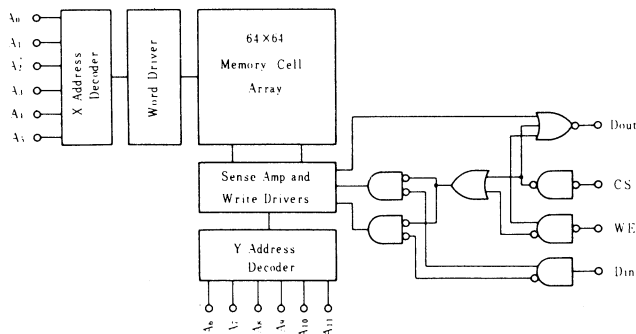 A₀
A₁
A₂
A₃
A₄
A₅
X Address
Decoder
Word Driver
64×64
Memory Cell
Array
Sense Amp and
Write Drivers
Y Address
Decoder
A₆
A₇
A₈
A₉
A₁₀
A₁₁
Dout
CS
WE
Din